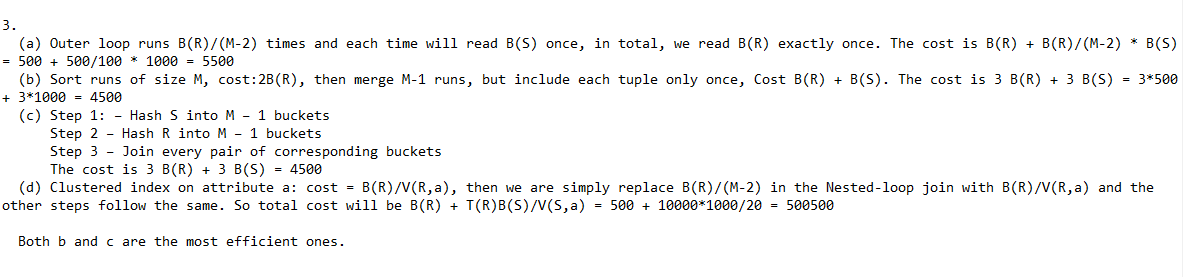 3.
(a) Outer loop runs B(R)/(M-2) times and each time will read B(S) once, in total, we read B(R) exactly once. The cost is B(R) + B(R)/(M-2) * B(S)
= 500 + 500/100 * 1000 = 5500
(b) Sort runs of size M, cost:2B(R), then merge M-1 runs, but include each tuple only once, Cost B(R) + B(S). The cost is 3 B(R) + 3 B(S) = 3*500
+ 3*1000 = 4500
(c) Step 1: - Hash S into M - 1 buckets
Step 2 - Hash R into M - 1 buckets
Step 3 - Join every pair of corresponding buckets
The cost is 3 B(R) + 3 B(S) = 4500
(d) Clustered index on attribute a: cost = B(R)/V(R,a), then we are simply replace B(R)/(M-2) in the Nested-loop join with B(R)/V(R,a) and the
other steps follow the same. So total cost will be B(R) + T(R)B(S)/V(S,a) = 500 + 10000*1000/20 = 500500
Both b and c are the most efficient ones.